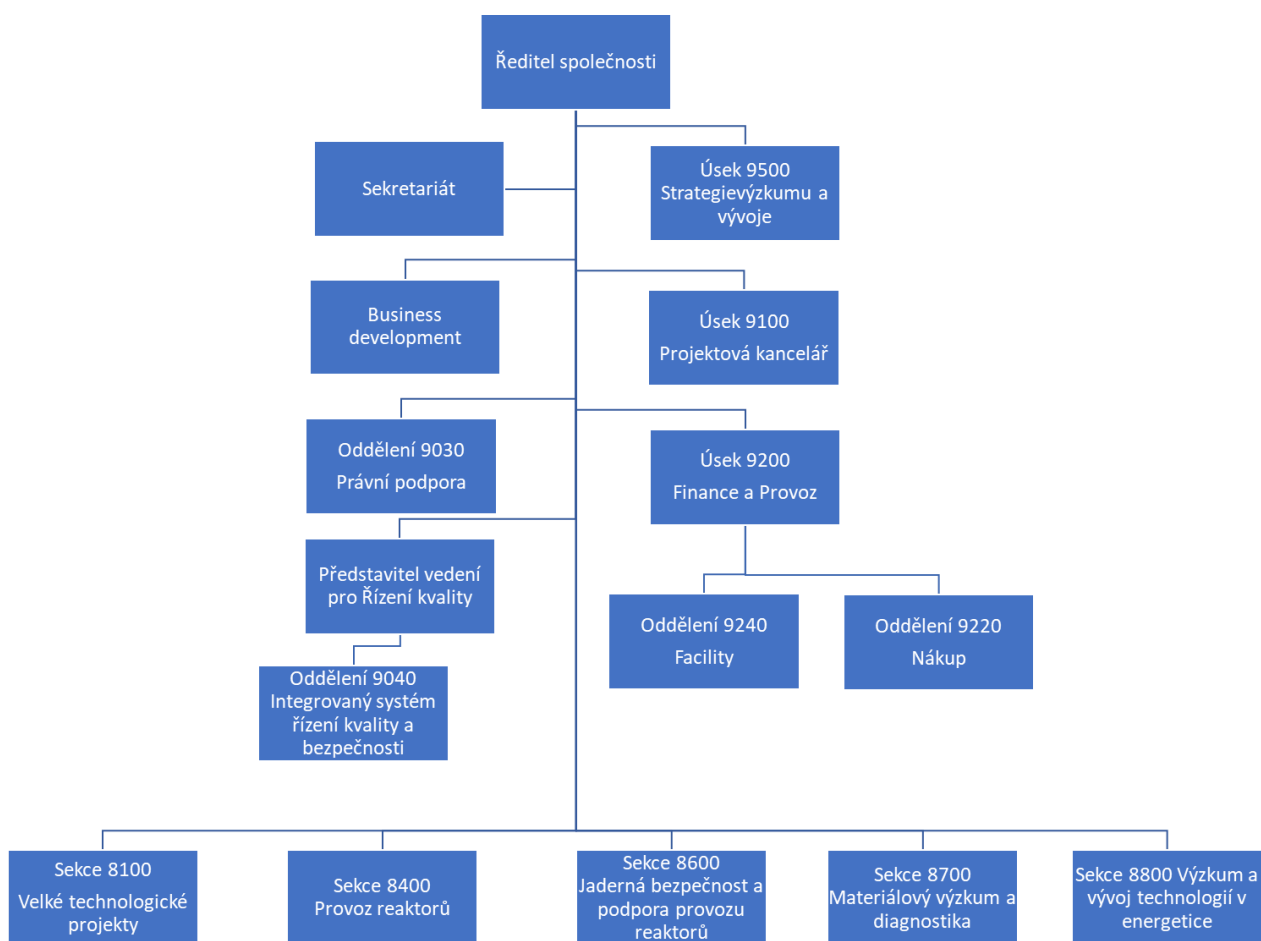 Ředitel společnosti
Sekretariát
Úsek 9500
Strategievýzkumu a
vývoje
Business
development
Úsek 9100
Projektová kancelář
Oddělení 9030
Právní podpora
Úsek 9200
Finance a Provoz
Představitel vedení
pro Řízení kvality
Oddělení 9240
Facility
Oddělení 9220
Nákup
Oddělení 9040
Integrovaný systém
řízení kvality a
bezpečnosti
Sekce 8100
Velké technologické
projekty
Sekce 8400
Provoz reaktorů
Sekce 8600
Jaderná bezpečnost a
podpora provozu
reaktorů
Sekce 8700
Materiálový výzkum a
diagnostika
Sekce 8800 Výzkum a
vývoj technologií v
energetice